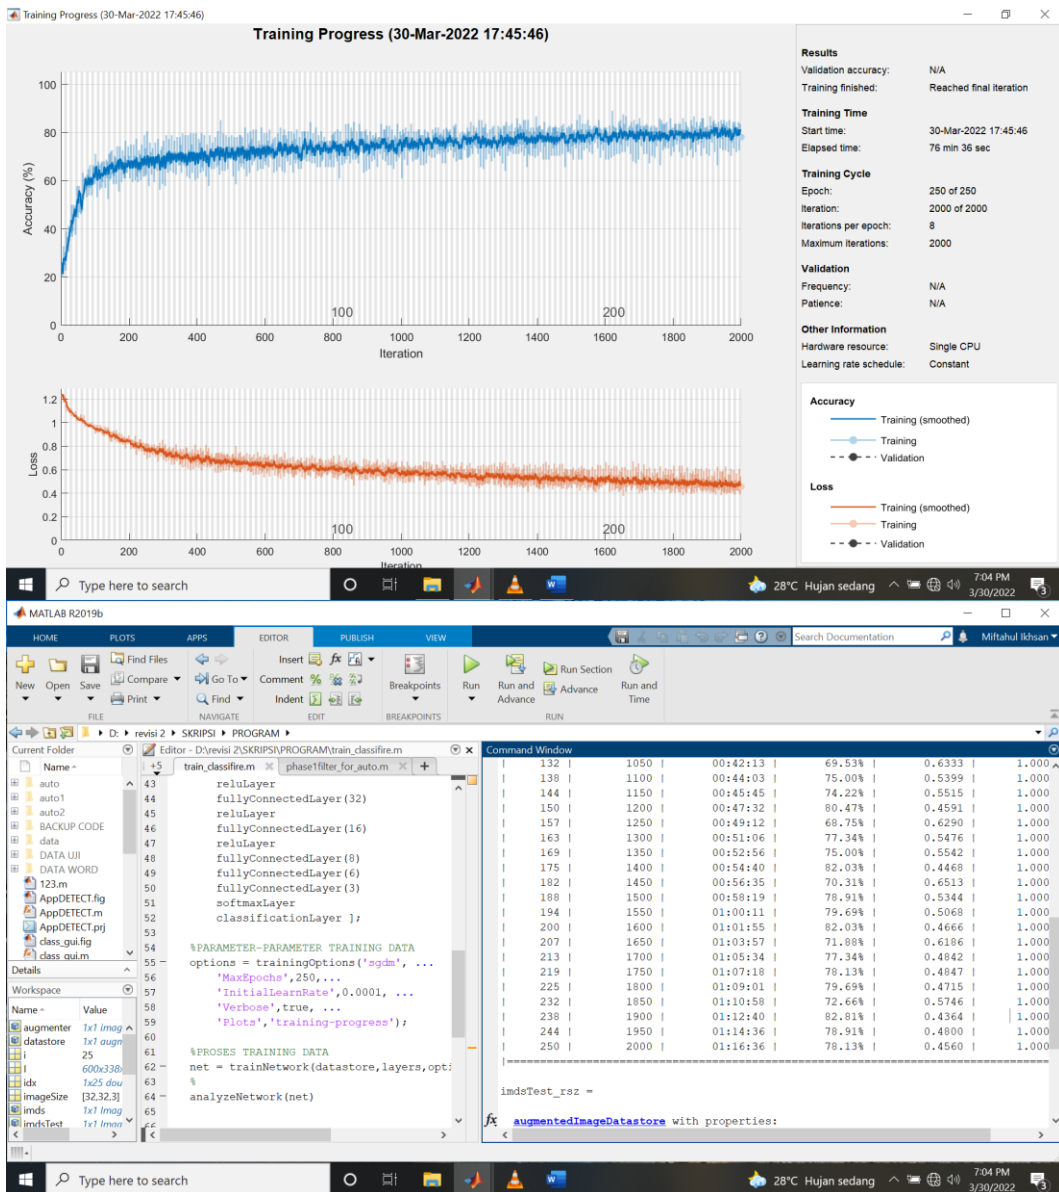 Training Progress (30-Mar-2022 17:45:46)
Training Progress (30-Mar-2022 17:45:46)
100
80
60
40
20
0
Accuracy (%)
100
200
0 200 400 600 800 1000 1200 1400 1600 1800 2000
Iteration
1.2
1
0.8
0.6
0.4
0.2
0
Loss
100
200
0 200 400 600 800 1000 1200 1400 1600 1800 2000
Iteration
Results
Validation accuracy: N/A
Training finished: Reached final iteration
Training Time
Start time: 30-Mar-2022 17:45:46
Elapsed time: 76 min 36 sec
Training Cycle
Epoch: 250 of 250
Iteration: 2000 of 2000
Iterations per epoch: 8
Maximum iterations: 2000
Validation
Frequency: N/A
Patience: N/A
Other Information
Hardware resource: Single CPU
Learning rate schedule: Constant
Accuracy
Training (smoothed)
Training
Validation
Loss
Training (smoothed)
Training
Validation
Type here to search
28°C Hujan sedang
7:04 PM
3/30/2022
3
MATLAB R2019b
HOME PLOTS APPS EDITOR PUBLISH VIEW
Search Documentation
Miftahul Ikhsan
New Open Save
Find Files
Compare
Print
Go To
Find
Insert
Comment
Indent
Breakpoints
Run
Run and Advance
Run Section
Advance
Run and Time
FILE NAVIGATE EDIT BREAKPOINTS RUN
D: ▸ revisi 2 ▸ SKRIPSI ▸ PROGRAM ▸
Current Folder
Name
auto
auto1
auto2
BACKUP CODE
data
DATA UJI
DATA WORD
123.m
AppDETECT.fig
AppDETECT.m
AppDETECT.prj
class_gui.fig
class_gui.m
Details
Workspace
Name Value
augmenter 1x1 imag
datastore 1x1 augn
i 25
I 600x338x
idx 1x25 dou
imageSize [32,32,3]
imds 1x1 Imag
imdsTest 1x1 Imag
Editor - D:\revisi 2\SKRIPSI\PROGRAM\train_classifire.m
+5 train_classifire.m phase1filter_for_auto.m +
43 reluLayer
44 fullyConnectedLayer(32)
45 reluLayer
46 fullyConnectedLayer(16)
47 reluLayer
48 fullyConnectedLayer(8)
49 fullyConnectedLayer(6)
50 fullyConnectedLayer(3)
51 softmaxLayer
52 classificationLayer ];
53
54 %PARAMETER-PARAMETER TRAINING DATA
55 – options = trainingOptions('sgdm', ...
56 'MaxEpochs',250,...
57 'InitialLearnRate',0.0001, ...
58 'Verbose',true, ...
59 'Plots','training-progress');
60
61 %PROSES TRAINING DATA
62 – net = trainNetwork(datastore,layers,opti
63 %
64 – analyzeNetwork(net)
65
66
Command Window
| 132 | 1050 | 00:42:13 | 69.53% | 0.6333 | 1.000
| 138 | 1100 | 00:44:03 | 75.00% | 0.5399 | 1.000
| 144 | 1150 | 00:45:45 | 74.22% | 0.5515 | 1.000
| 150 | 1200 | 00:47:32 | 80.47% | 0.4591 | 1.000
| 157 | 1250 | 00:49:12 | 68.75% | 0.6290 | 1.000
| 163 | 1300 | 00:51:06 | 77.34% | 0.5476 | 1.000
| 169 | 1350 | 00:52:56 | 75.00% | 0.5542 | 1.000
| 175 | 1400 | 00:54:40 | 82.03% | 0.4468 | 1.000
| 182 | 1450 | 00:56:35 | 70.31% | 0.6513 | 1.000
| 188 | 1500 | 00:58:19 | 78.91% | 0.5344 | 1.000
| 194 | 1550 | 01:00:11 | 79.69% | 0.5068 | 1.000
| 200 | 1600 | 01:01:55 | 82.03% | 0.4666 | 1.000
| 207 | 1650 | 01:03:57 | 71.88% | 0.6186 | 1.000
| 213 | 1700 | 01:05:34 | 77.34% | 0.4842 | 1.000
| 219 | 1750 | 01:07:18 | 78.13% | 0.4847 | 1.000
| 225 | 1800 | 01:09:01 | 79.69% | 0.4715 | 1.000
| 232 | 1850 | 01:10:58 | 72.66% | 0.5746 | 1.000
| 238 | 1900 | 01:12:40 | 82.81% | 0.4364 | 1.000
| 244 | 1950 | 01:14:36 | 78.91% | 0.4800 | 1.000
| 250 | 2000 | 01:16:36 | 78.13% | 0.4560 | 1.000
imdsTest_rsz =
fx augmentedImageDatastore with properties:
Type here to search
28°C Hujan sedang
7:04 PM
3/30/2022
3